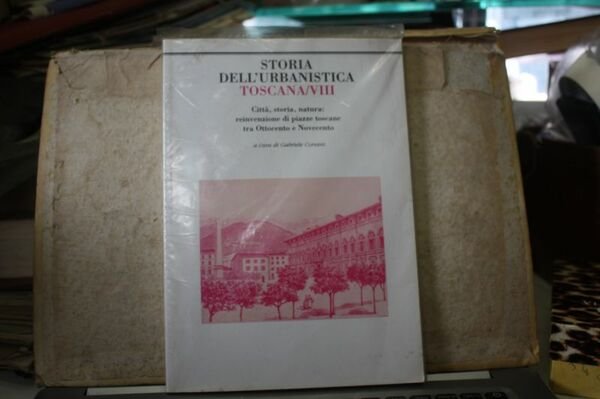 STORIA
DELL'URBANISTICA
TOSCANA/VIII
Città, storia, natura:
reinvenzione di piazze toscane
tra Ottocento e Novecento
a cura di Gabriele Corsani